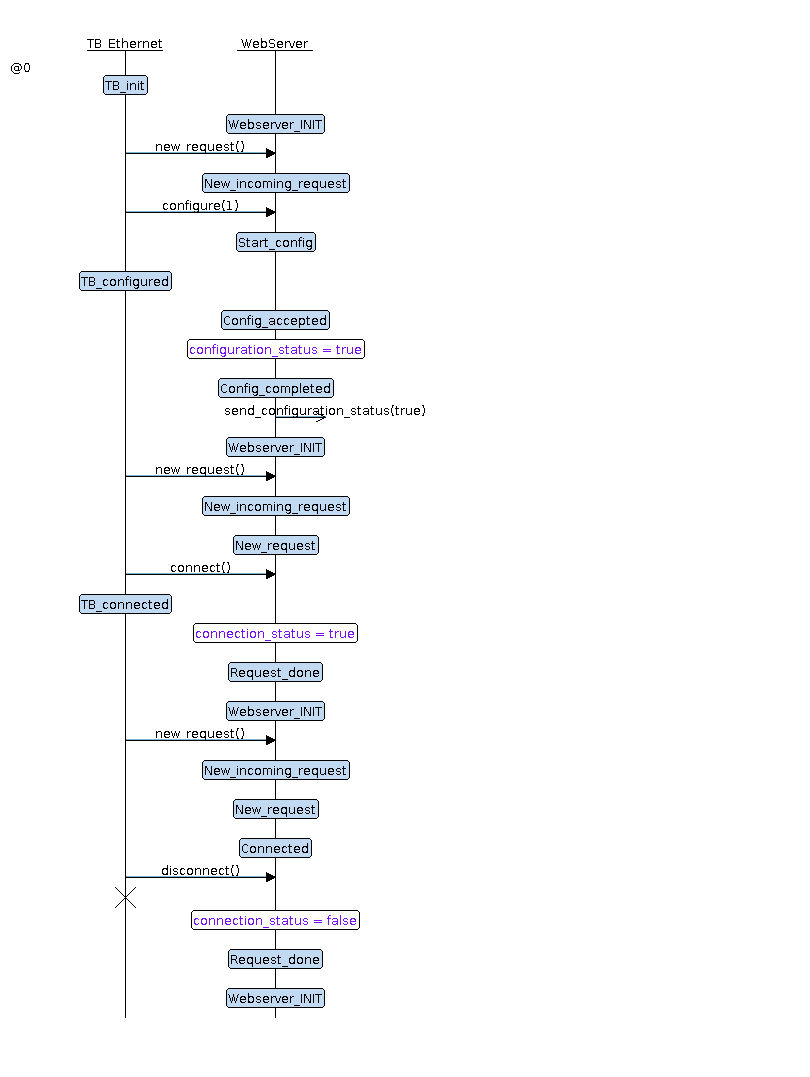 TB_Ethernet WebServer
@0
TB_init
Webserver_INIT
new_request()
New_incoming_request
configure(1)
Start_config
TB_configured
Config_accepted
configuration_status = true
Config_completed
send_configuration_status(true)
Webserver_INIT
new_request()
New_incoming_request
New_request
connect()
TB_connected
connection_status = true
Request_done
Webserver_INIT
new_request()
New_incoming_request
New_request
Connected
disconnect()
connection_status = false
Request_done
Webserver_INIT